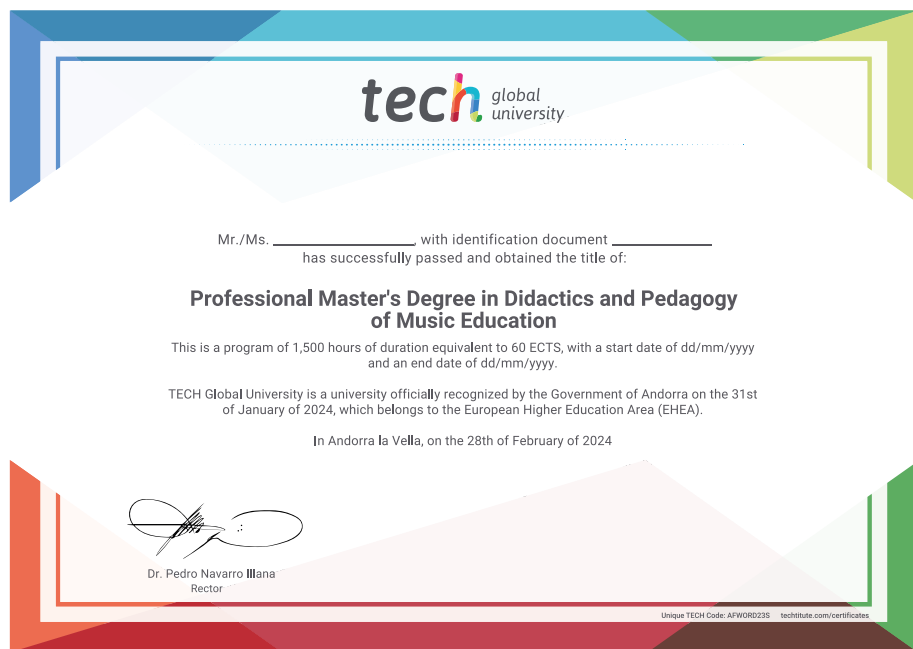 tech global
university
Mr./Ms. ____________, with identification document ____________
has successfully passed and obtained the title of:
Professional Master's Degree in Didactics and Pedagogy
of Music Education
This is a program of 1,500 hours of duration equivalent to 60 ECTS, with a start date of dd/mm/yyyy
and an end date of dd/mm/yyyy.
TECH Global University is a university officially recognized by the Government of Andorra on the 31st
of January of 2024, which belongs to the European Higher Education Area (EHEA).
In Andorra la Vella, on the 28th of February of 2024
Dr. Pedro Navarro Illana
Rector
Unique TECH Code: AFWORD23S techtitute.com/certificates